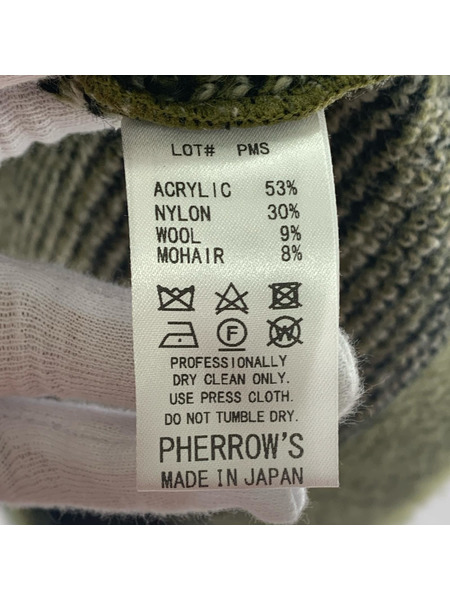 LOT# PMS
ACRYLIC 53%
NYLON 30%
WOOL 9%
MOHAIR 8%
F W
PROFESSIONALLY
DRY CLEAN ONLY.
USE PRESS CLOTH.
DO NOT TUMBLE DRY.
PHERROW'S
MADE IN JAPAN